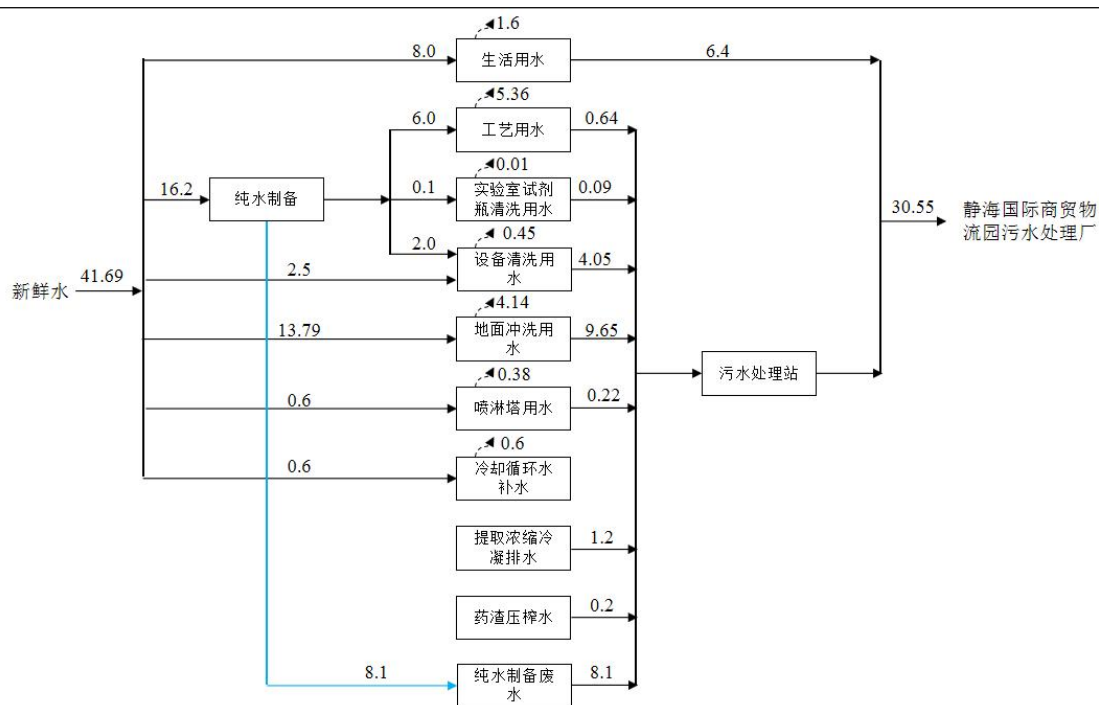 1.6
8.0
生活用水
6.4
5.36
6.0
工艺用水
0.64
0.01
16.2
纯水制备
0.1
实验室试剂
瓶清洗用水
0.09
30.55
静海国际商贸物
流园污水处理厂
0.45
2.0
设备清洗用
水
4.05
新鲜水
41.69
2.5
4.14
13.79
地面冲洗用
水
9.65
0.38
污水处理站
0.6
喷淋塔用水
0.22
0.6
0.6
冷却循环水
补水
提取浓缩冷
凝排水
1.2
药渣压榨水
0.2
8.1
纯水制备废
水
8.1